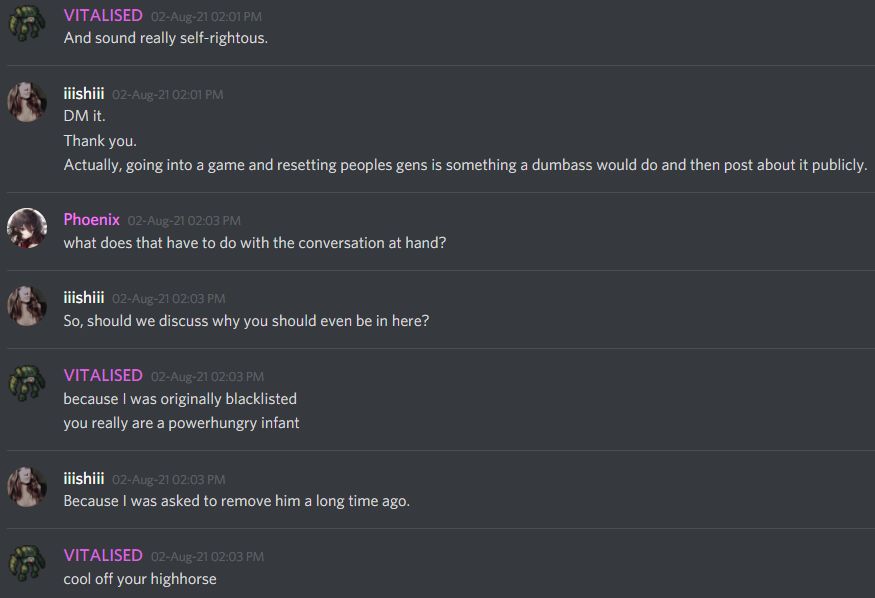 VITALISED 02-Aug-21 02:01 PM
And sound really self-rightous.
iiishiii 02-Aug-21 02:01 PM
DM it.
Thank you.
Actually, going into a game and resetting peoples gens is something a dumbass would do and then post about it publicly.
Phoenix 02-Aug-21 02:03 PM
what does that have to do with the conversation at hand?
iiishiii 02-Aug-21 02:03 PM
So, should we discuss why you should even be in here?
VITALISED 02-Aug-21 02:03 PM
because I was originally blacklisted
you really are a powerhungry infant
iiishiii 02-Aug-21 02:03 PM
Because I was asked to remove him a long time ago.
VITALISED 02-Aug-21 02:03 PM
cool off your highhorse